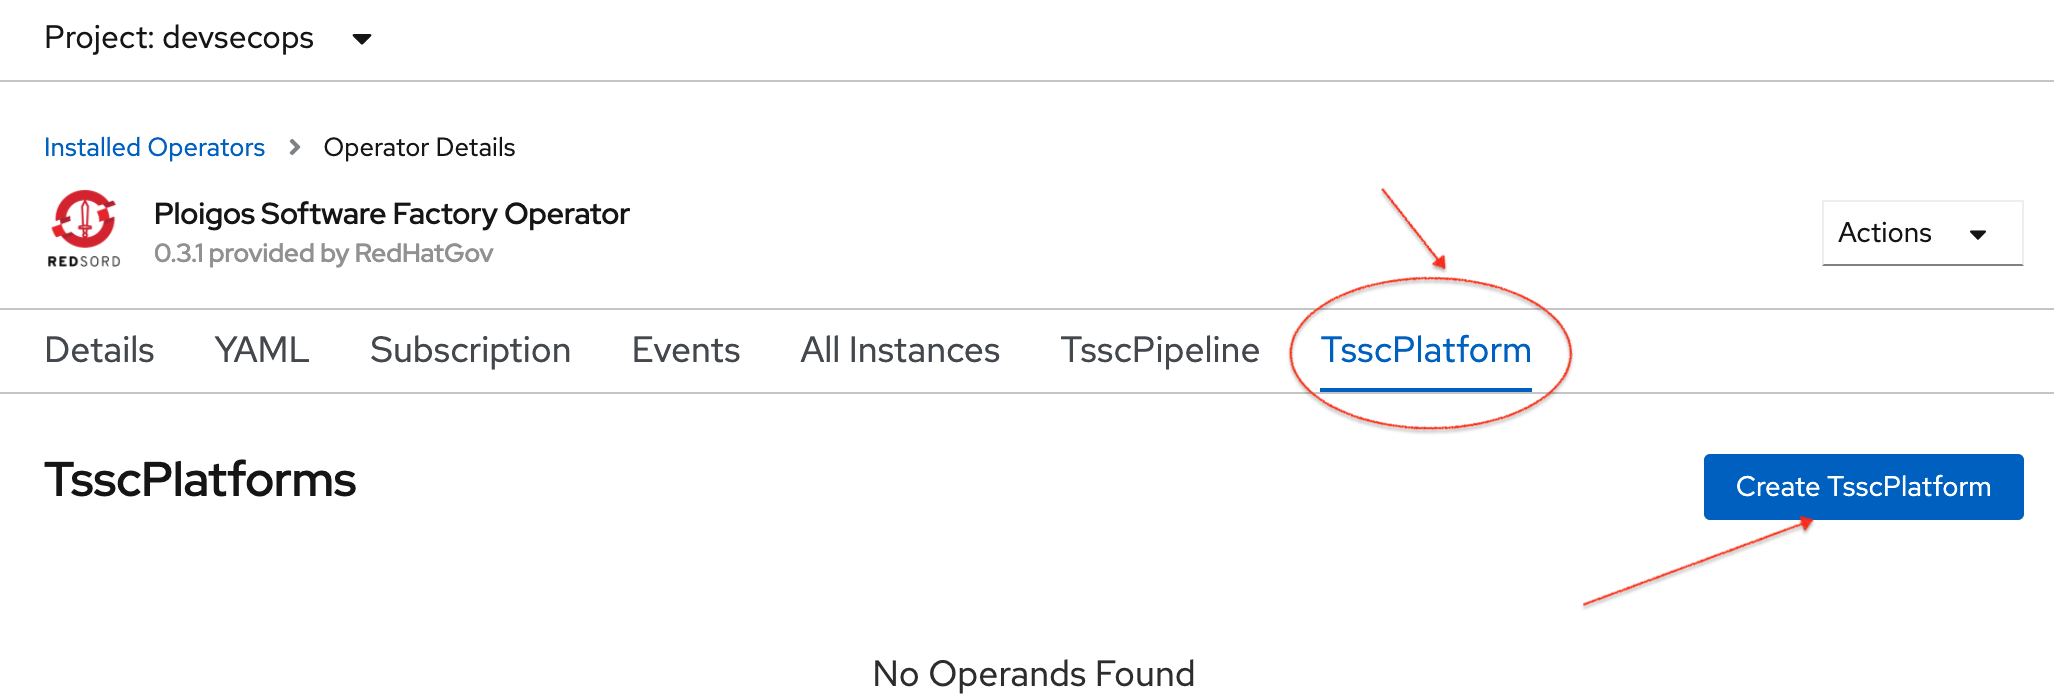 Project: devsecops
Installed Operators > Operator Details
REDSORD
Ploigos Software Factory Operator
0.3.1 provided by RedHatGov
Actions
Details YAML Subscription Events All Instances TsscPipeline TsscPlatform
TsscPlatforms
Create TsscPlatform
No Operands Found